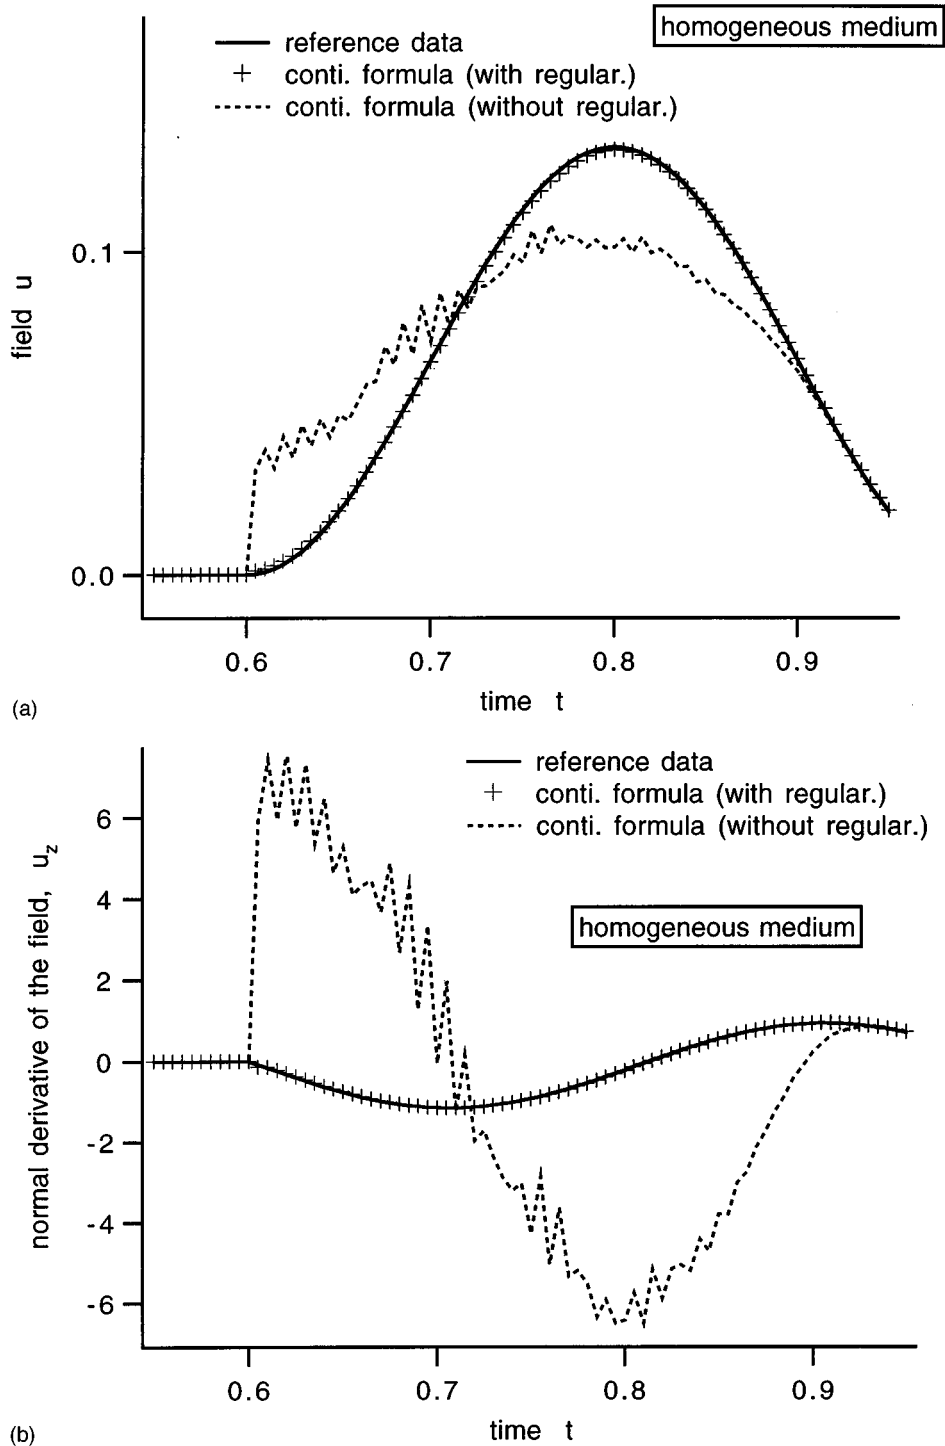 homogeneous medium
reference data
conti. formula (with regular.)
conti. formula (without regular.)
0.1
0.0
field u
0.6 0.7 0.8 0.9
time t
(a)
reference data
conti. formula (with regular.)
conti. formula (without regular.)
homogeneous medium
6
4
2
0
-2
-4
-6
normal derivative of the field, u_z
0.6 0.7 0.8 0.9
time t
(b)